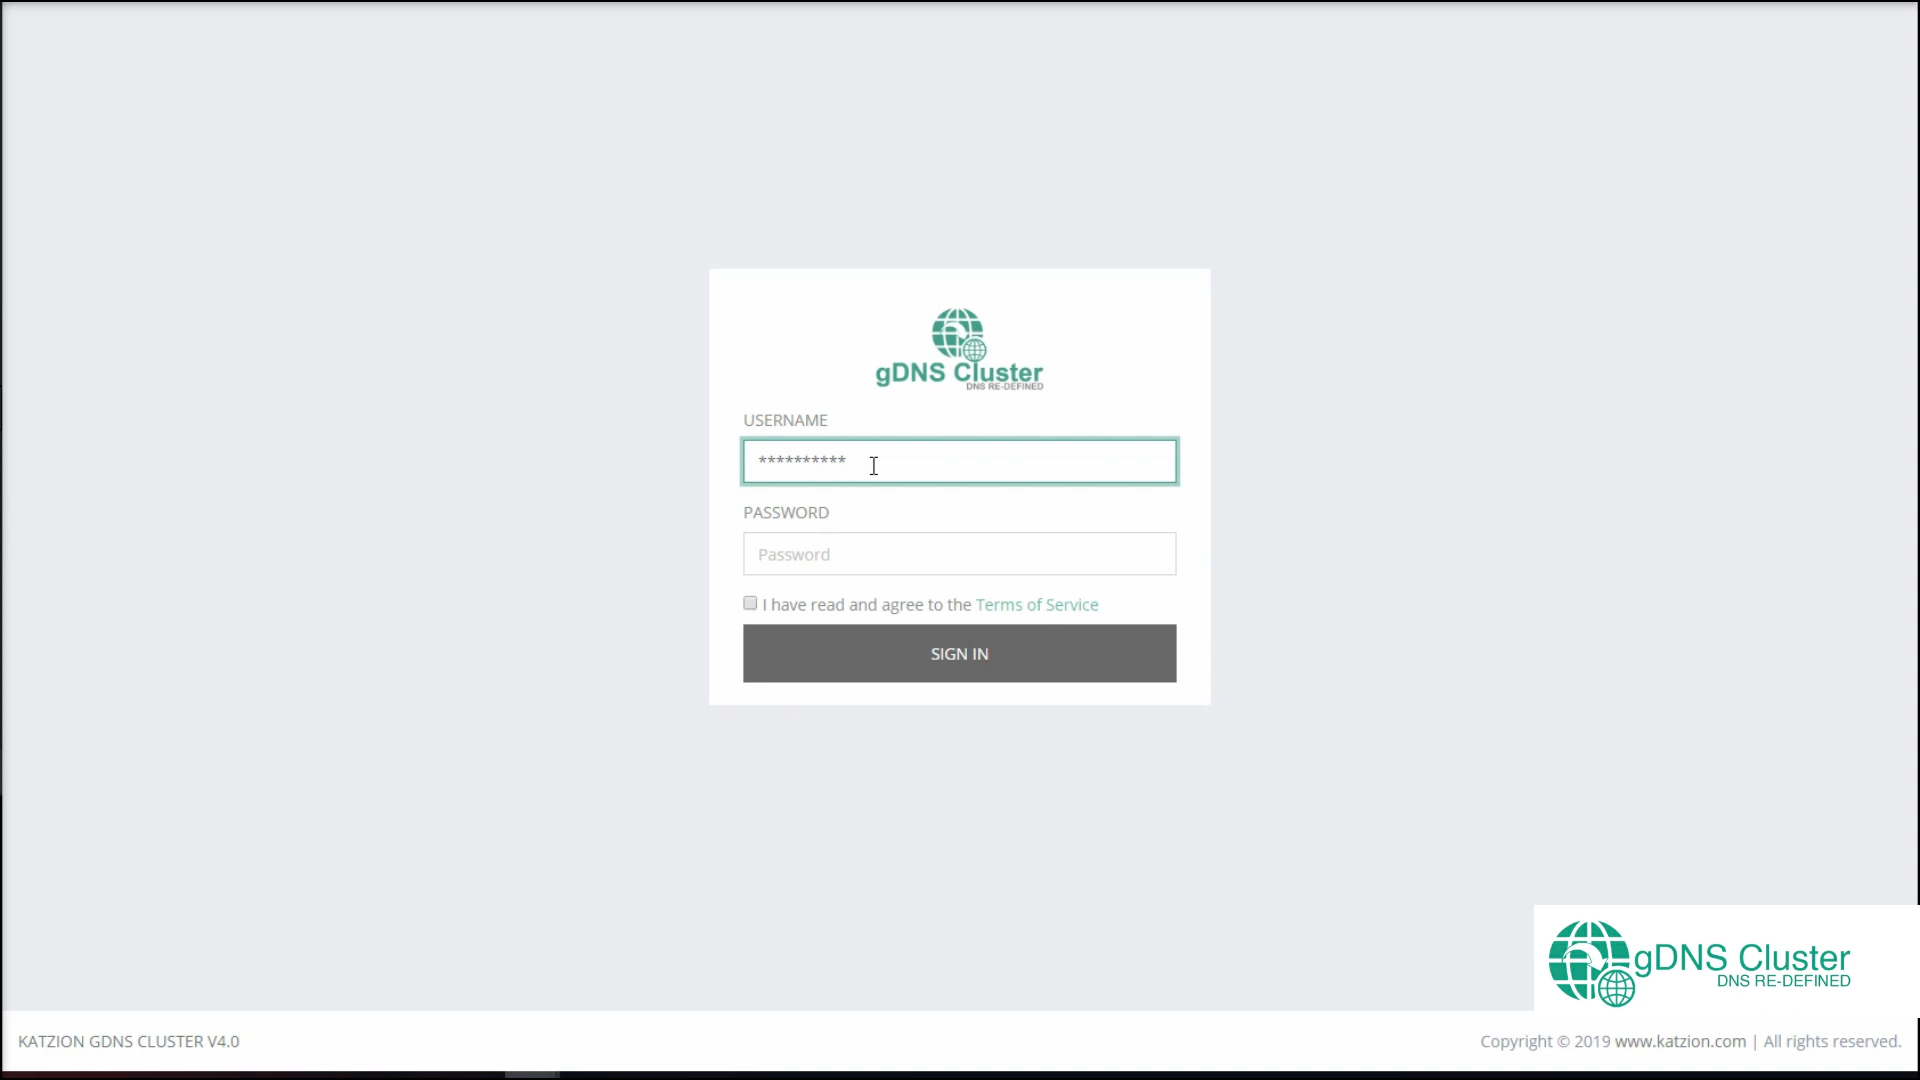 gDNS Cluster
DNS RE-DEFINED
USERNAME
**********
PASSWORD
Password
I have read and agree to the Terms of Service
SIGN IN
gDNS Cluster
DNS RE-DEFINED
KATZION GDNS CLUSTER V4.0
Copyright © 2019 www.katzion.com | All rights reserved.